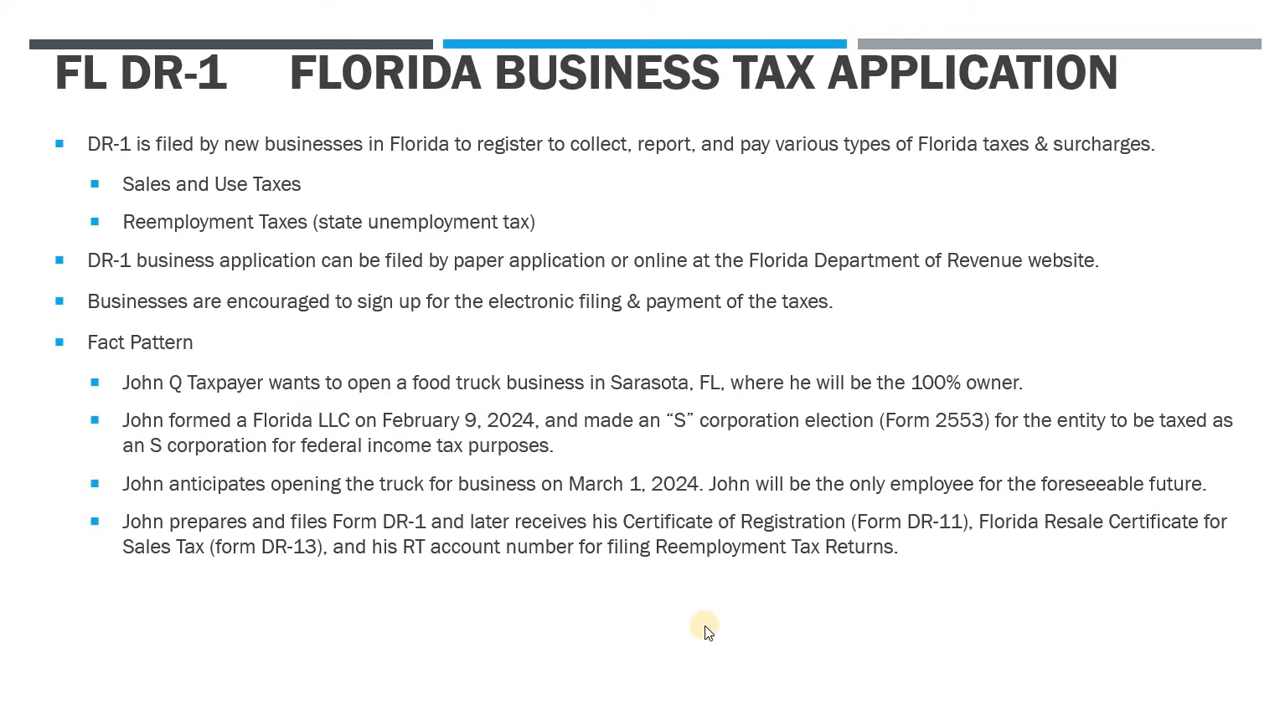 FL DR-1 FLORIDA BUSINESS TAX APPLICATION
DR-1 is filed by new businesses in Florida to register to collect, report, and pay various types of Florida taxes & surcharges.
Sales and Use Taxes
Reemployment Taxes (state unemployment tax)
DR-1 business application can be filed by paper application or online at the Florida Department of Revenue website.
Businesses are encouraged to sign up for the electronic filing & payment of the taxes.
Fact Pattern
John Q Taxpayer wants to open a food truck business in Sarasota, FL, where he will be the 100% owner.
John formed a Florida LLC on February 9, 2024, and made an “S” corporation election (Form 2553) for the entity to be taxed as
an S corporation for federal income tax purposes.
John anticipates opening the truck for business on March 1, 2024. John will be the only employee for the foreseeable future.
John prepares and files Form DR-1 and later receives his Certificate of Registration (Form DR-11), Florida Resale Certificate for
Sales Tax (form DR-13), and his RT account number for filing Reemployment Tax Returns.